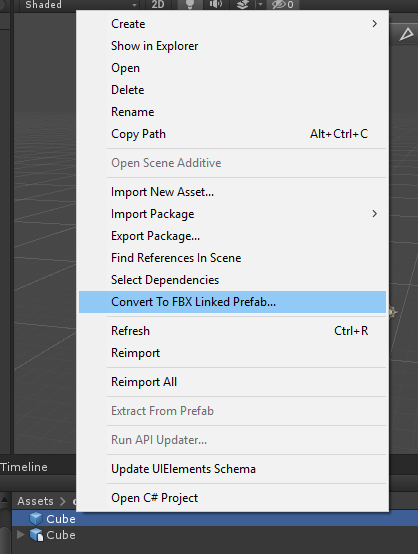 Shaded 2D 0
Create
Show in Explorer
Open
Delete
Rename
Copy Path Alt+Ctrl+C
Open Scene Additive
Import New Asset...
Import Package
Export Package...
Find References In Scene
Select Dependencies
Convert To FBX Linked Prefab...
Refresh Ctrl+R
Reimport
Reimport All
Extract From Prefab
Run API Updater...
Update UIElements Schema
Open C# Project
Timeline
Assets
Cube
Cube